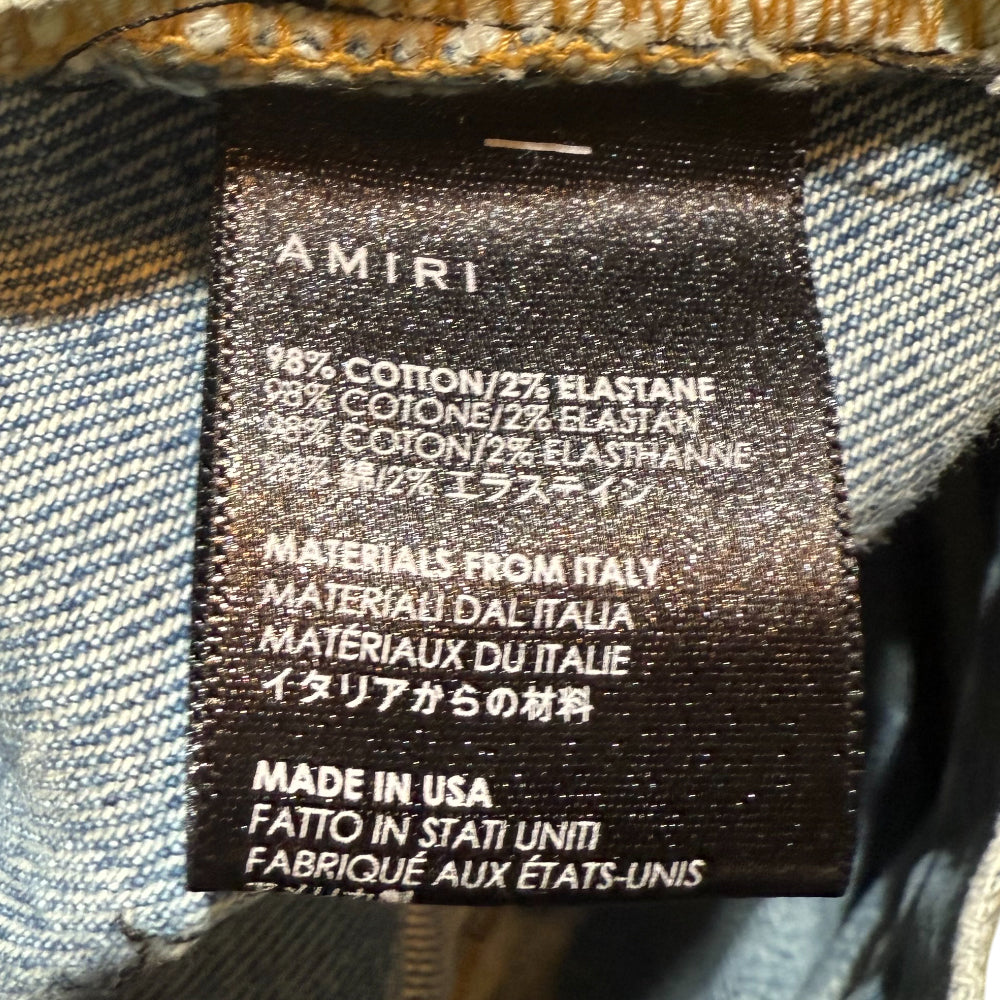 AMIRI
98% COTTON/2% ELASTANE
98% COTONE/2% ELASTAN
98% COTON/2% ELASTHANNE
98% 綿/2% エラステイン
MATERIALS FROM ITALY
MATERIALI DAL ITALIA
MATÉRIAUX DU ITALIE
イタリアからの材料
MADE IN USA
FATTO IN STATI UNITI
FABRIQUÉ AUX ÉTATS-UNIS